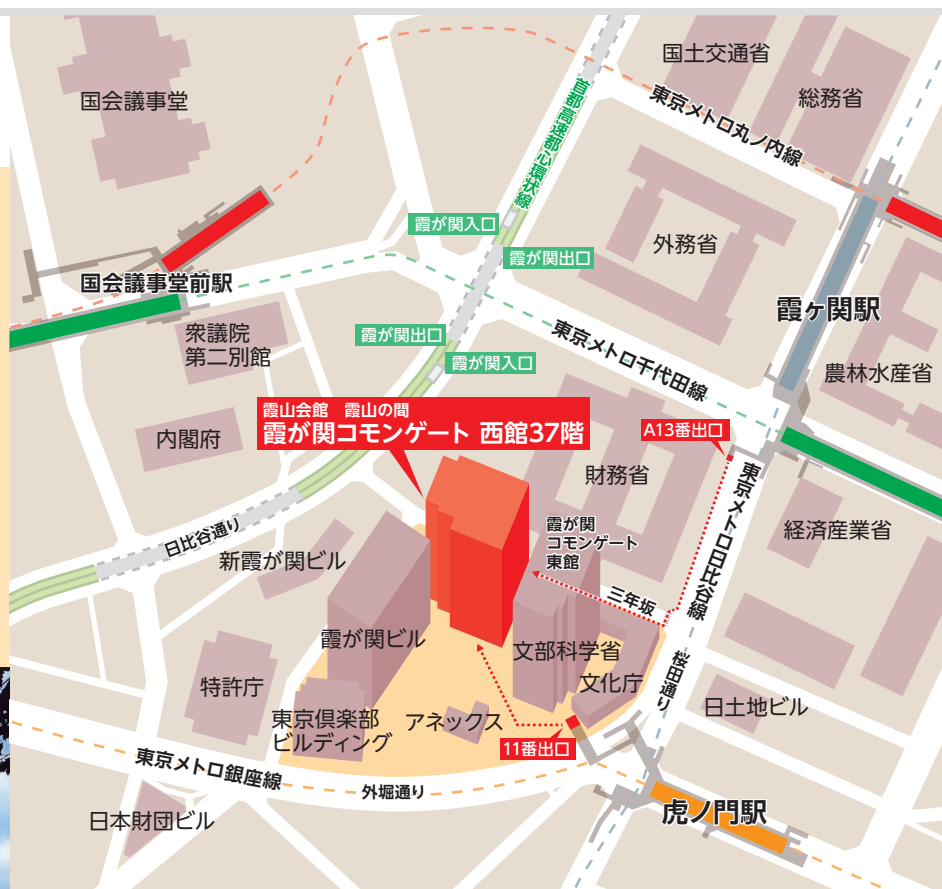 国土交通省
総務省
国会議事堂
東京メトロ丸ノ内線
首都高速都心環状線
霞が関入口
外務省
霞が関出口
国会議事堂前駅
霞ヶ関駅
霞が関出口
衆議院
第二別館
霞が関入口
東京メトロ千代田線
農林水産省
霞山会館 霞山の間
霞が関コモンゲート 西館37階
内閣府
A13番出口
財務省
東京メトロ日比谷線
経済産業省
霞が関
コモンゲート
東館
日比谷通り
新霞が関ビル
三年坂
霞が関ビル
文部科学省
文化庁
桜田通り
特許庁
日土地ビル
東京倶楽部
ビルディング
アネックス
11番出口
東京メトロ銀座線
外堀通り
虎ノ門駅
日本財団ビル